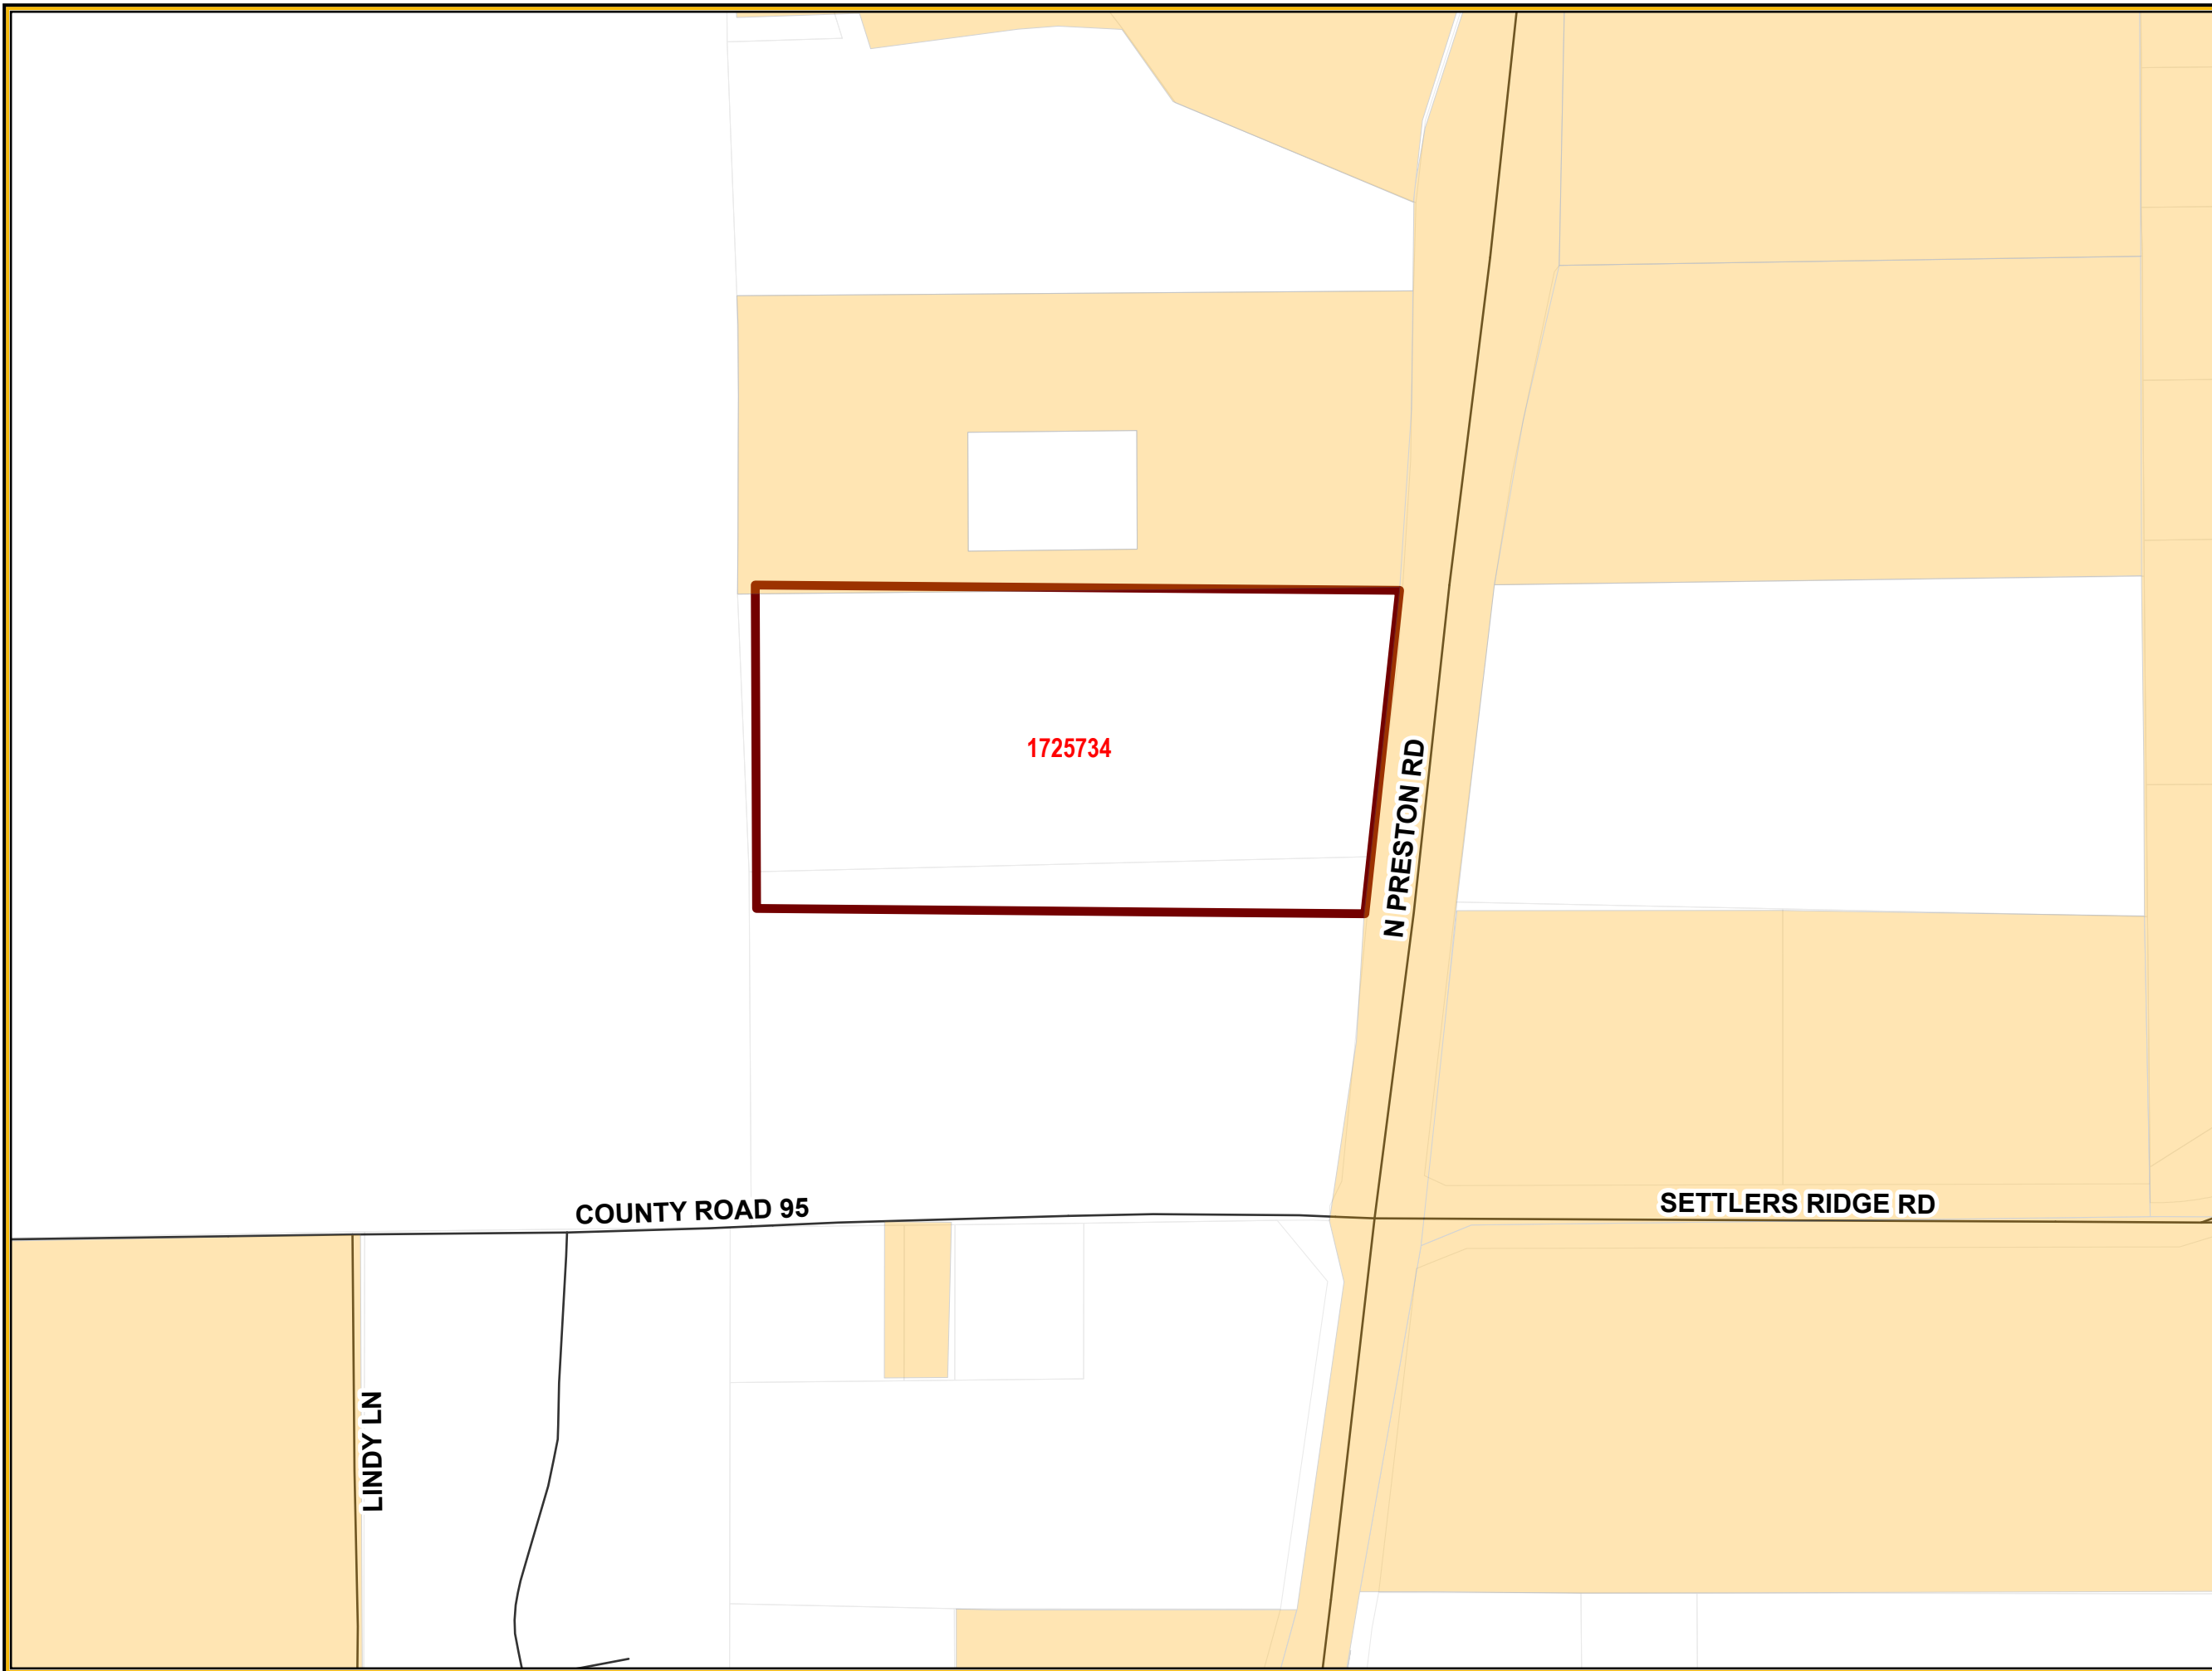 1725734
N PRESTON RD
COUNTY ROAD 95
SETTLERS RIDGE RD
LINDY LN